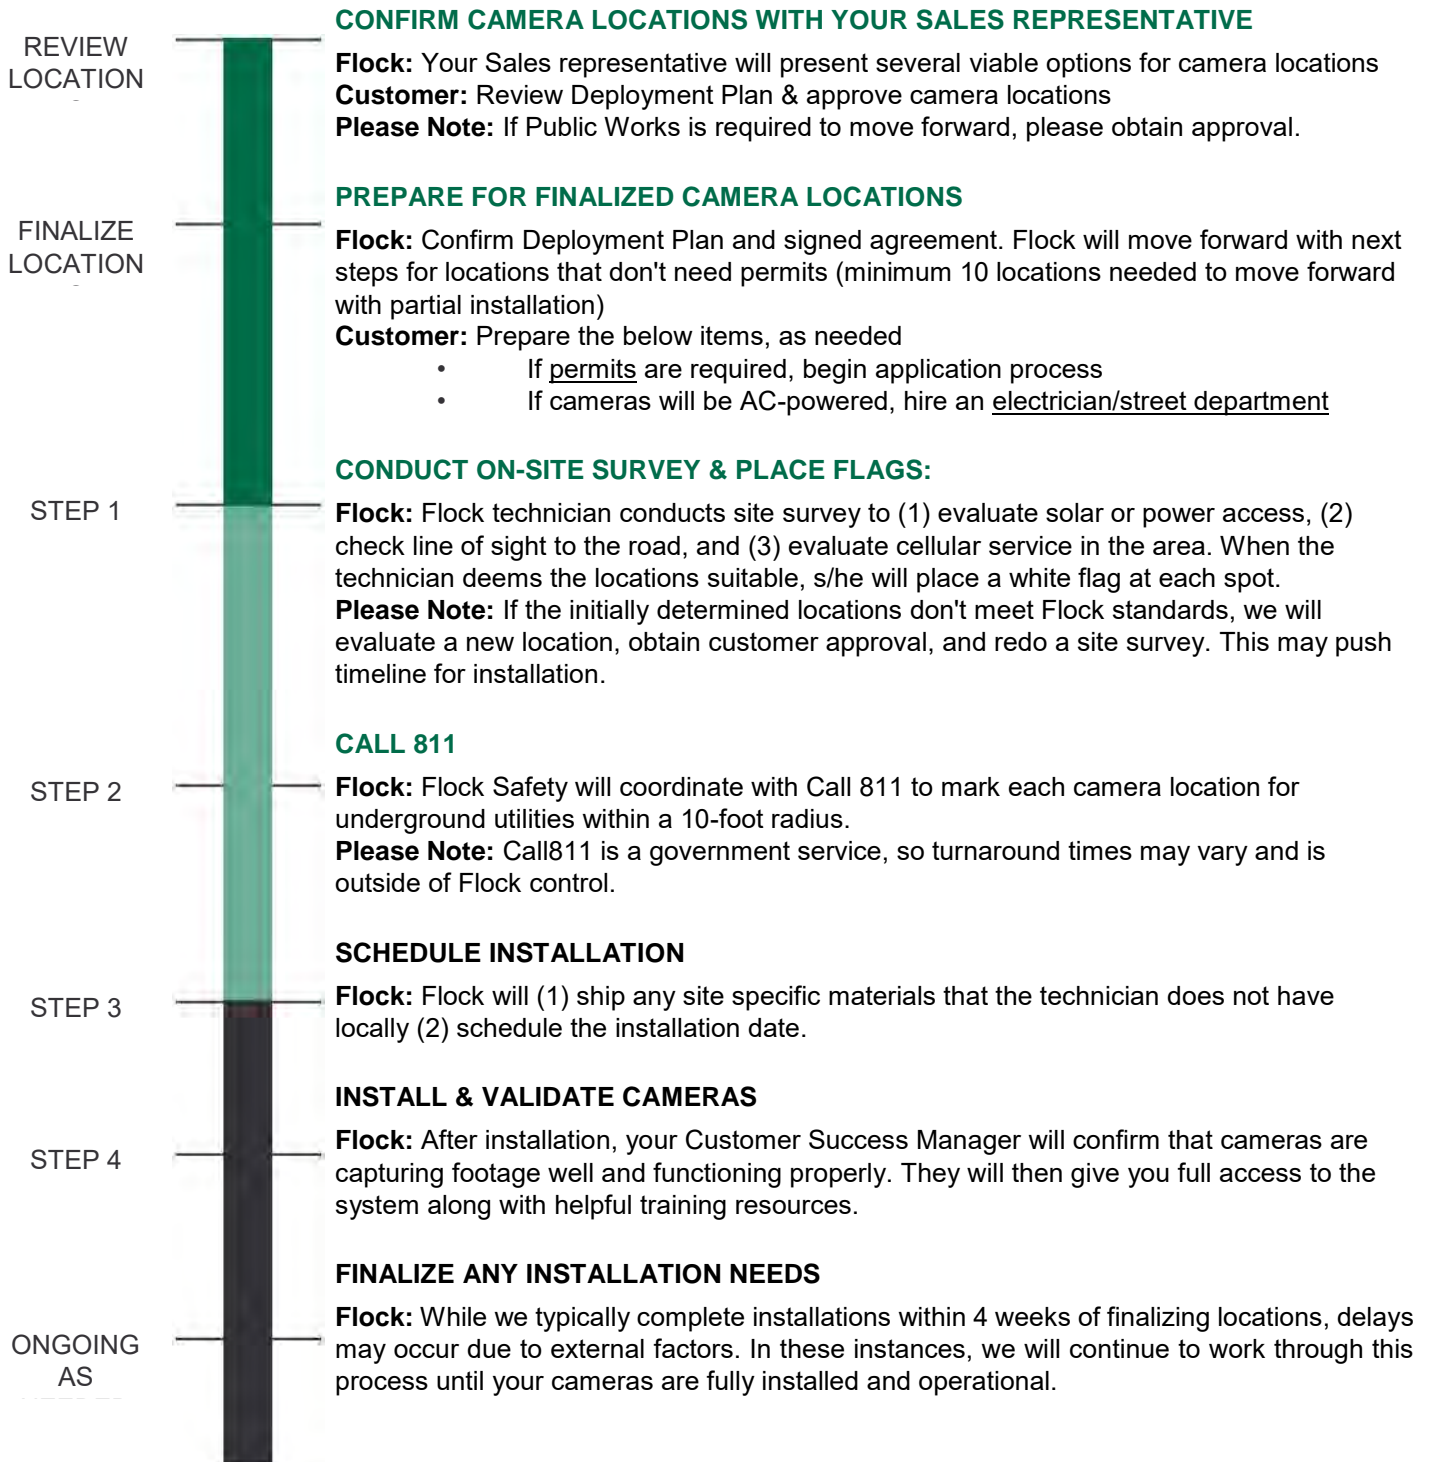 CONFIRM CAMERA LOCATIONS WITH YOUR SALES REPRESENTATIVE
REVIEW
LOCATION
Flock: Your Sales representative will present several viable options for camera locations
Customer: Review Deployment Plan & approve camera locations
Please Note: If Public Works is required to move forward, please obtain approval.
PREPARE FOR FINALIZED CAMERA LOCATIONS
FINALIZE
LOCATION
Flock: Confirm Deployment Plan and signed agreement. Flock will move forward with next
steps for locations that don't need permits (minimum 10 locations needed to move forward
with partial installation)
Customer: Prepare the below items, as needed
• If permits are required, begin application process
• If cameras will be AC-powered, hire an electrician/street department
CONDUCT ON-SITE SURVEY & PLACE FLAGS:
STEP 1
Flock: Flock technician conducts site survey to (1) evaluate solar or power access, (2)
check line of sight to the road, and (3) evaluate cellular service in the area. When the
technician deems the locations suitable, s/he will place a white flag at each spot.
Please Note: If the initially determined locations don't meet Flock standards, we will
evaluate a new location, obtain customer approval, and redo a site survey. This may push
timeline for installation.
CALL 811
STEP 2
Flock: Flock Safety will coordinate with Call 811 to mark each camera location for
underground utilities within a 10-foot radius.
Please Note: Call811 is a government service, so turnaround times may vary and is
outside of Flock control.
SCHEDULE INSTALLATION
STEP 3
Flock: Flock will (1) ship any site specific materials that the technician does not have
locally (2) schedule the installation date.
INSTALL & VALIDATE CAMERAS
STEP 4
Flock: After installation, your Customer Success Manager will confirm that cameras are
capturing footage well and functioning properly. They will then give you full access to the
system along with helpful training resources.
FINALIZE ANY INSTALLATION NEEDS
ONGOING
AS
Flock: While we typically complete installations within 4 weeks of finalizing locations, delays
may occur due to external factors. In these instances, we will continue to work through this
process until your cameras are fully installed and operational.